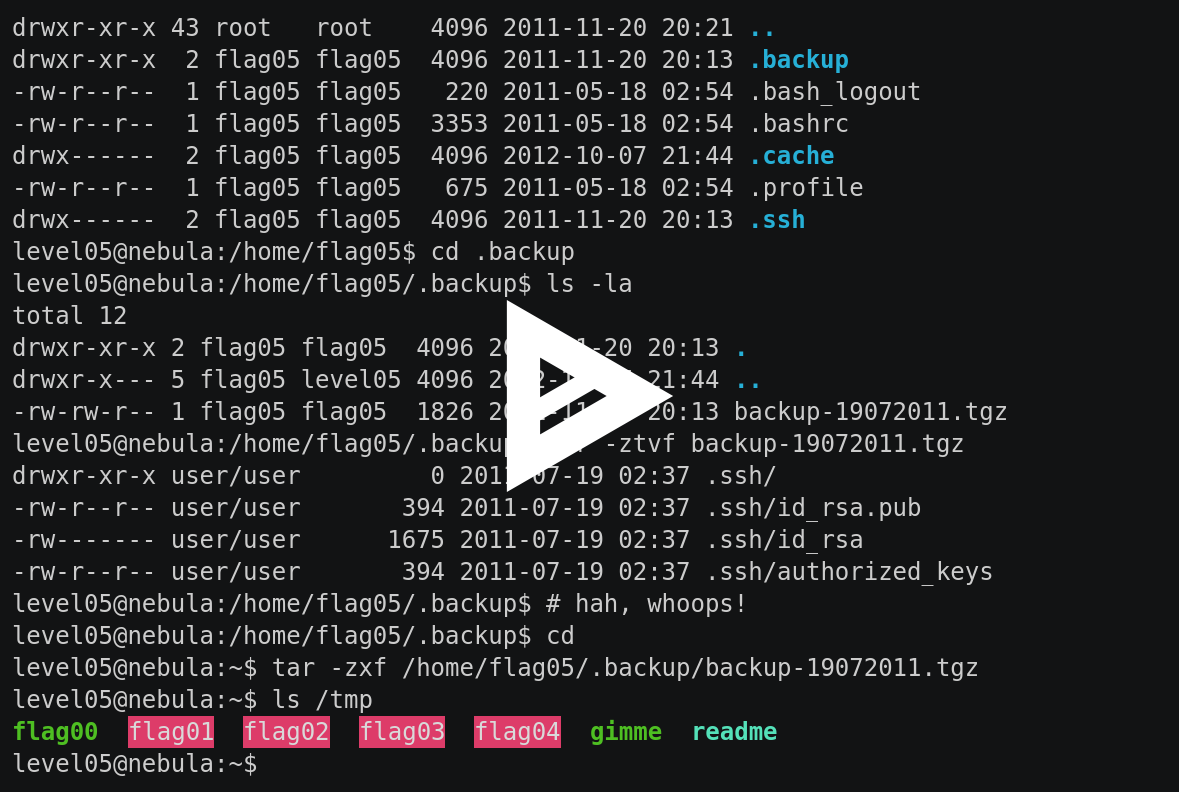 drwxr-xr-x 43 root   root    4096 2011-11-20 20:21 ..
drwxr-xr-x  2 flag05 flag05  4096 2011-11-20 20:13 .backup
-rw-r--r--  1 flag05 flag05   220 2011-05-18 02:54 .bash_logout
-rw-r--r--  1 flag05 flag05  3353 2011-05-18 02:54 .bashrc
drwx------  2 flag05 flag05  4096 2012-10-07 21:44 .cache
-rw-r--r--  1 flag05 flag05   675 2011-05-18 02:54 .profile
drwx------  2 flag05 flag05  4096 2011-11-20 20:13 .ssh
level05@nebula:/home/flag05$ cd .backup
level05@nebula:/home/flag05/.backup$ ls -la
total 12
drwxr-xr-x 2 flag05 flag05  4096 20:13 .
drwxr-x--- 5 flag05 level05 4096 21:44 ..
-rw-rw-r-- 1 flag05 flag05  1826 20:13 backup-19072011.tgz
level05@nebula:/home/flag05/.backup -ztvf backup-19072011.tgz
drwxr-xr-x user/user         0 2011-07-19 02:37 .ssh/
-rw-r--r-- user/user       394 2011-07-19 02:37 .ssh/id_rsa.pub
-rw------- user/user      1675 2011-07-19 02:37 .ssh/id_rsa
-rw-r--r-- user/user       394 2011-07-19 02:37 .ssh/authorized_keys
level05@nebula:/home/flag05/.backup$ # hah, whoops!
level05@nebula:/home/flag05/.backup$ cd
level05@nebula:~$ tar -zxf /home/flag05/.backup/backup-19072011.tgz
level05@nebula:~$ ls /tmp
flag00  flag01  flag02  flag03  flag04  gimme  readme
level05@nebula:~$